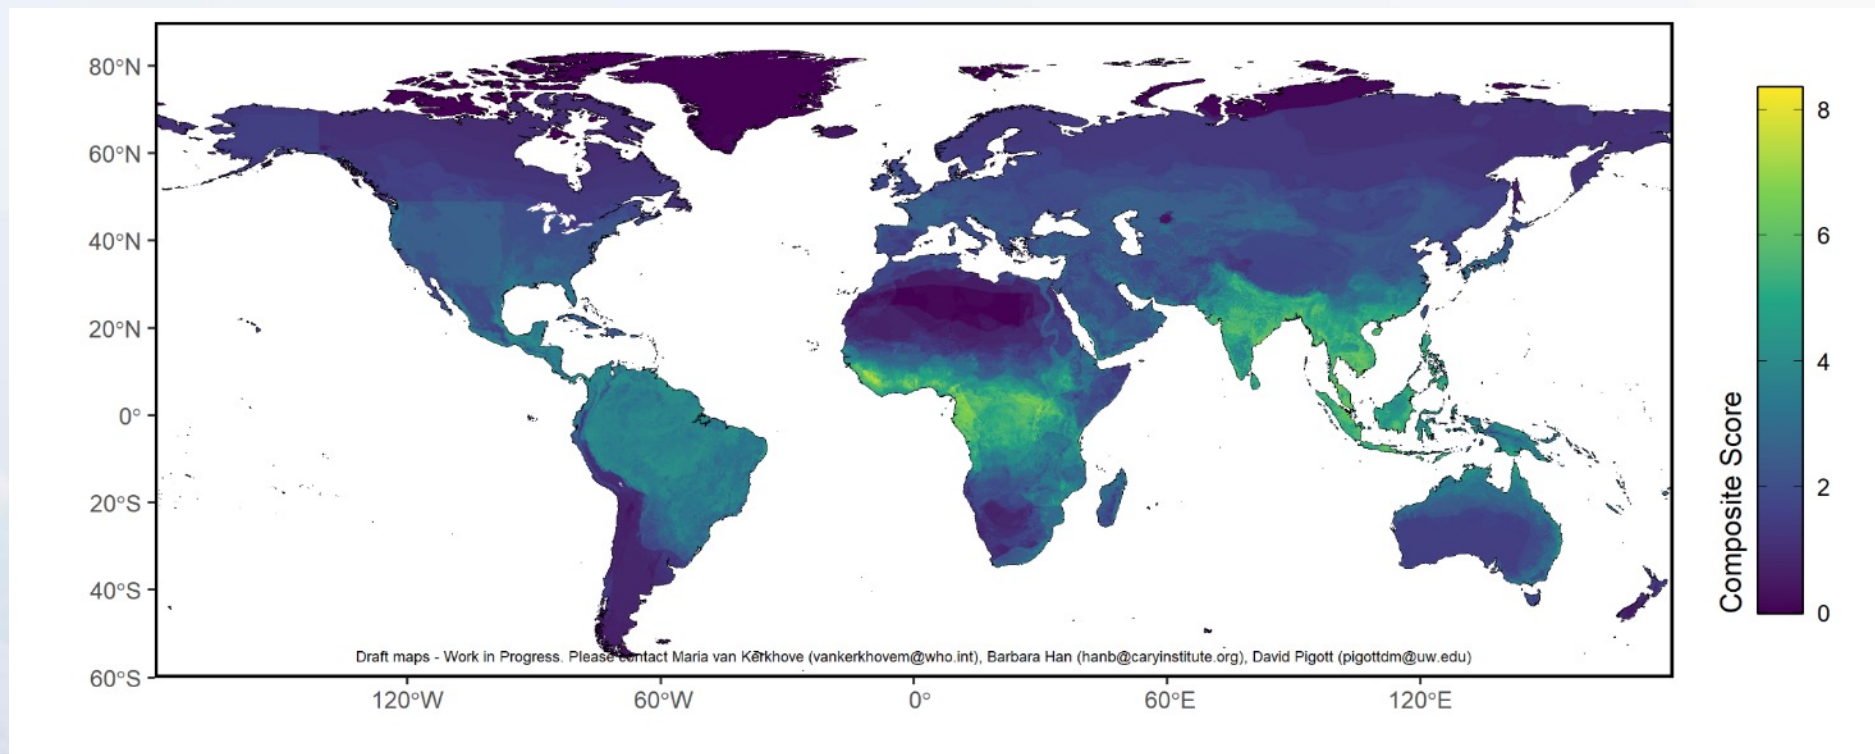 80°N
60°N
40°N
20°N
0°
20°S
40°S
60°S
120°W
60°W
0°
60°E
120°E
Draft maps - Work in Progress. Please contact Maria van Kerkhove (vankerkhovem@who.int), Barbara Han (hanb@caryinstitute.org), David Pigott (pigottdm@uw.edu)
Composite Score
8
6
4
2
0